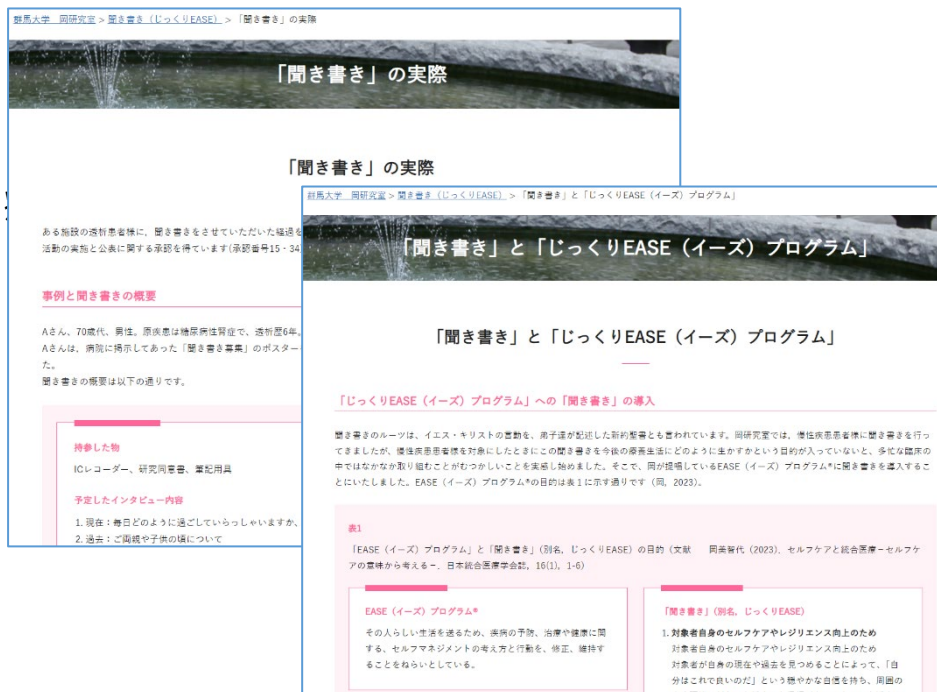 群馬大学　岡研究室 > 聞き書き（じっくりEASE） > 「聞き書き」の実際
「聞き書き」の実際
「聞き書き」の実際
ある施設の透析患者様に，聞き書きをさせていただいた経過を
活動の実施と公表に関する承認を得ています(承認番号15・34
事例と聞き書きの概要
Aさん、70歳代、男性。原疾患は糖尿病性腎症で、透析歴6年。
Aさんは，病院に掲示してあった「聞き書き募集」のポスター
た。
聞き書きの概要は以下の通りです。
持参した物
ICレコーダー、研究同意書、筆記用具
予定したインタビュー内容
1. 現在：毎日どのように過ごしていらっしゃいますか、
2. 過去：ご両親や子供の頃について
群馬大学　岡研究室 > 聞き書き（じっくりEASE） > 「聞き書き」と「じっくりEASE（イーズ）プログラム」
「聞き書き」と「じっくりEASE（イーズ）プログラム」
「聞き書き」と「じっくりEASE（イーズ）プログラム」
「じっくりEASE（イーズ）プログラム」への「聞き書き」の導入
聞き書きのルーツは、イエス・キリストの言動を、弟子達が記述した新約聖書とも言われています。岡研究室では、慢性疾患患者様に聞き書きを行っ
てきましたが、慢性疾患患者様を対象にしたときにこの聞き書きを今後の療養生活にどのように生かすかという目的が入っていないと、多忙な臨床の
中ではなかなか取り組むことがむつかしいことを実感し始めました。そこで、岡が提唱しているEASE（イーズ）プログラム®に聞き書きを導入するこ
とにいたしました。EASE（イーズ）プログラム®の目的は表１に示す通りです（岡, 2023）。
表1
「EASE（イーズ）プログラム」と「聞き書き」(別名, じっくりEASE）の目的（文献　　岡美智代（2023）, セルフケアと統合医療－セルフケ
アの意味から考える－. 日本統合医療学会誌, 16(1), 1-6）
EASE（イーズ）プログラム®
その人らしい生活を送るため、疾病の予防、治療や健康に関
する、セルフマネジメントの考え方と行動を、修正、維持す
ることをねらいとしている。
「聞き書き」(別名, じっくりEASE)
1. 対象者自身のセルフケアやレジリエンス向上のため
対象者自身のセルフケアやレジリエンス向上のため
対象者が自身の現在や過去を見つめることによって、「自
分はこれで良いのだ」という穏やかな自信を持ち、周囲の